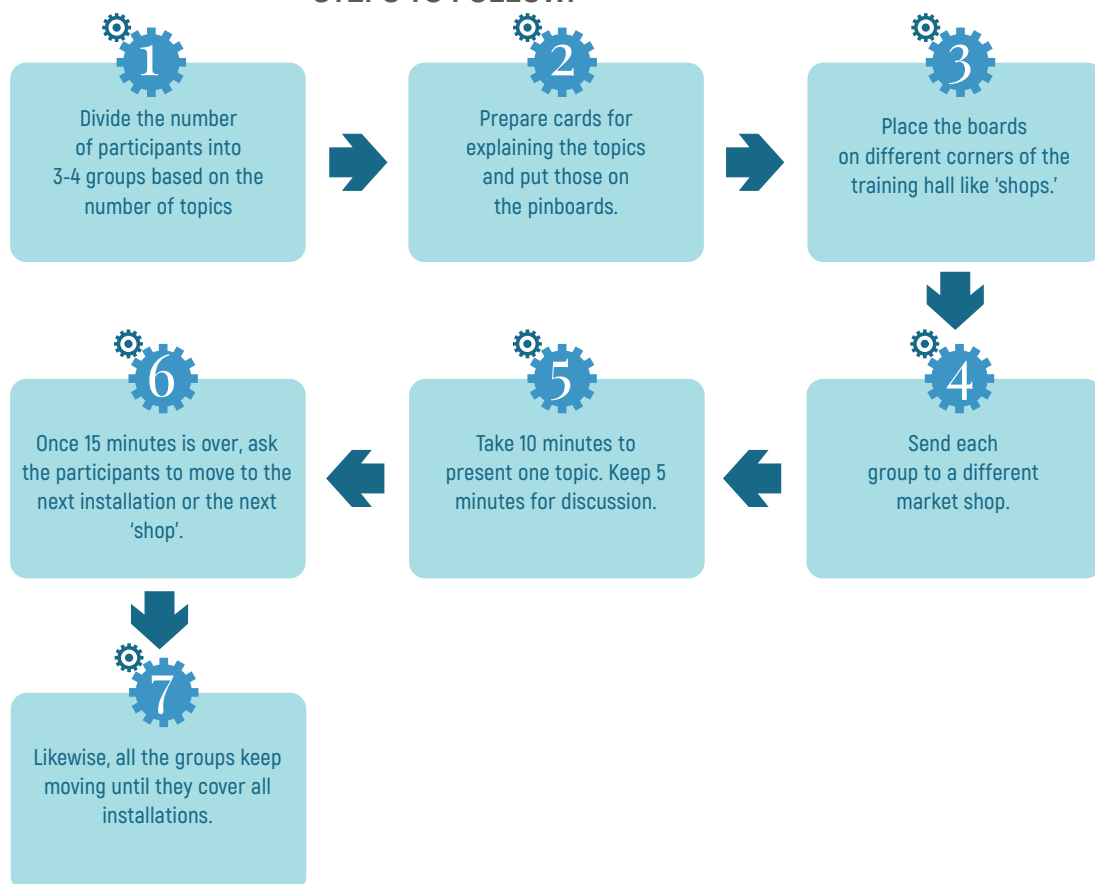 1
Divide the number
of participants into
3-4 groups based on the
number of topics
2
Prepare cards for
explaining the topics
and put those on
the pinboards.
3
Place the boards
on different corners of the
training hall like ‘shops.’
4
Send each
group to a different
market shop.
5
Take 10 minutes to
present one topic. Keep 5
minutes for discussion.
6
Once 15 minutes is over, ask
the participants to move to the
next installation or the next
‘shop’.
7
Likewise, all the groups keep
moving until they cover all
installations.